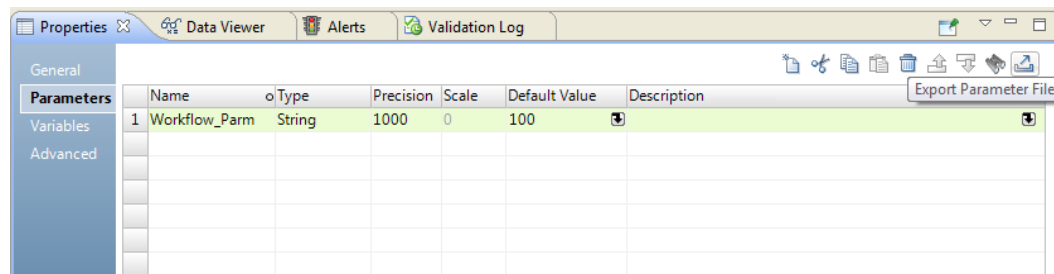 Properties Data Viewer Alerts Validation Log
General
Export Parameter File
Parameters Name Type Precision Scale Default Value Description
1 Workflow_Parm String 1000 0 100
Variables
Advanced